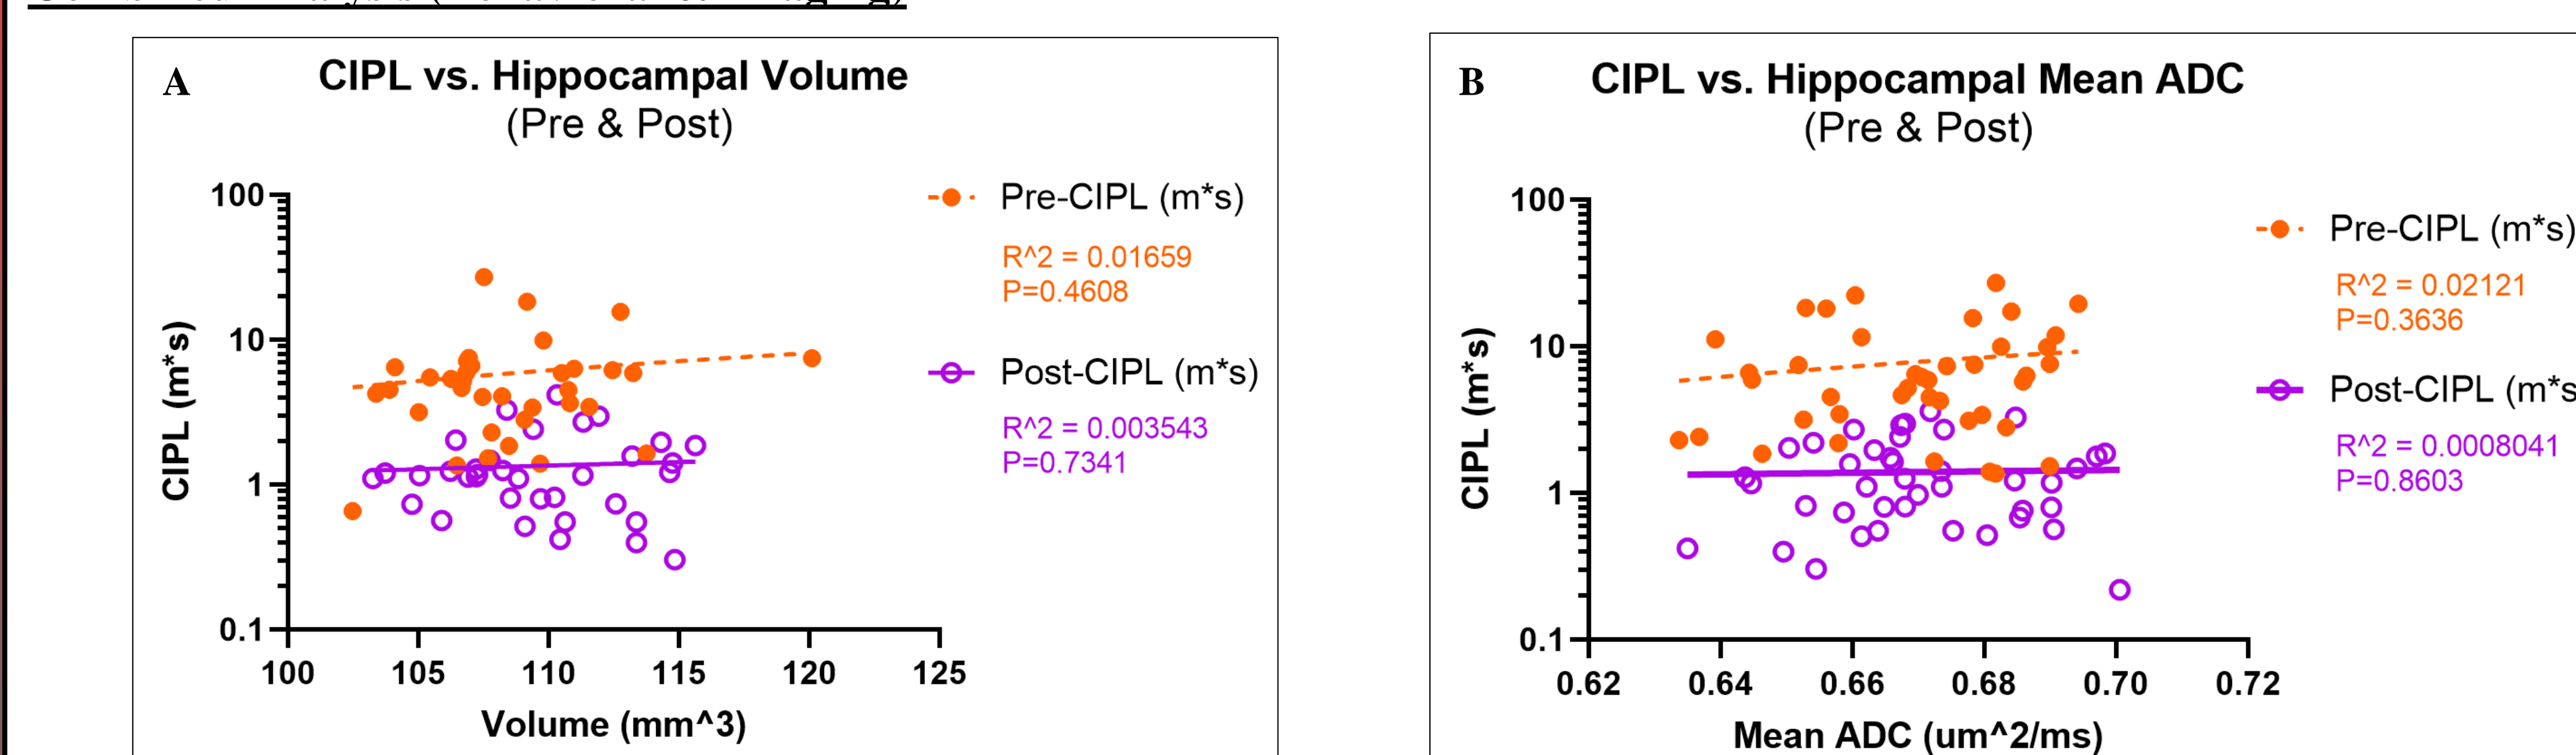 A
CIPL vs. Hippocampal Volume
(Pre & Post)
100
10
1
0.1
CIPL (m*s)
100 105 110 115 120 125
Volume (mm^3)
Pre-CIPL (m*s)
R^2 = 0.01659
P=0.4608
Post-CIPL (m*s)
R^2 = 0.003543
P=0.7341
B
CIPL vs. Hippocampal Mean ADC
(Pre & Post)
100
10
1
0.1
CIPL (m*s)
0.62 0.64 0.66 0.68 0.70 0.72
Mean ADC (um^2/ms)
Pre-CIPL (m*s)
R^2 = 0.02121
P=0.3636
Post-CIPL (m*s
R^2 = 0.0008041
P=0.8603